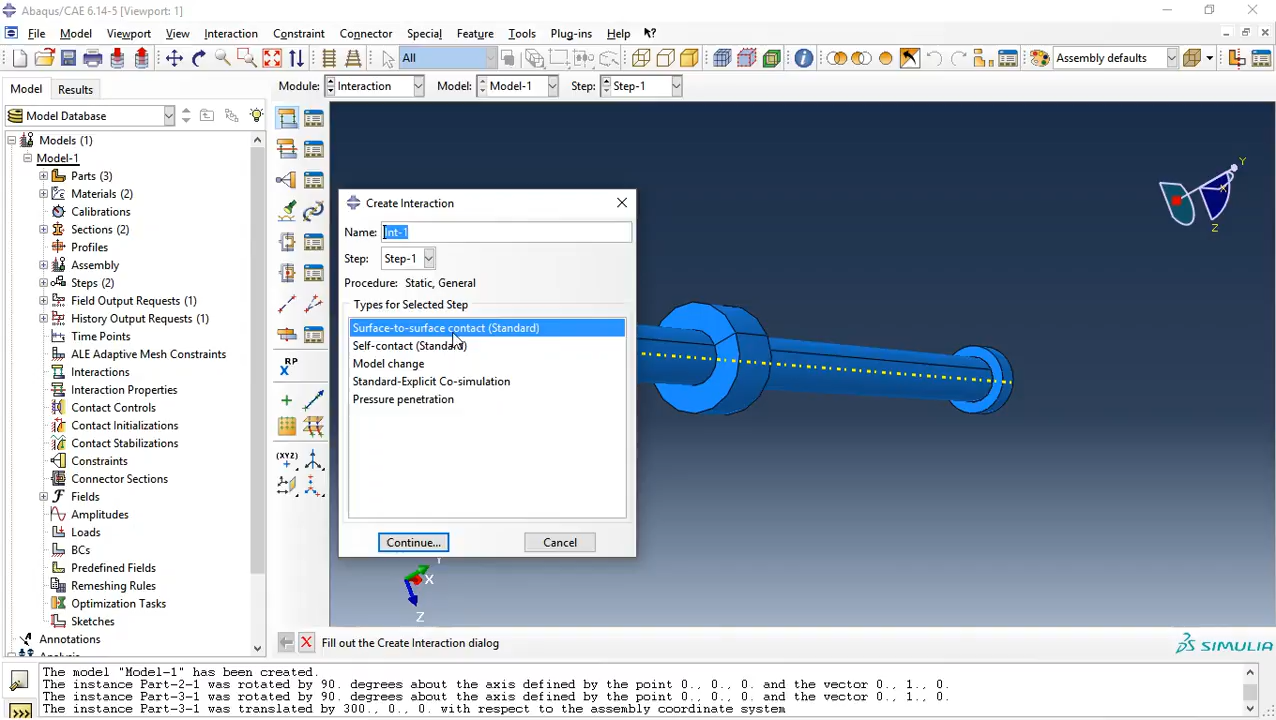 Abaqus/CAE 6.14-5 [Viewport: 1]
File Model Viewport View Interaction Constraint Connector Special Feature Tools Plug-ins Help
All Assembly defaults
Model Results Module: Interaction Model: Model-1 Step: Step-1
Model Database
Models (1)
Model-1
Parts (3)
Materials (2)
Calibrations
Sections (2)
Profiles
Assembly
Steps (2)
Field Output Requests (1)
History Output Requests (1)
Time Points
ALE Adaptive Mesh Constraints
Interactions
Interaction Properties
Contact Controls
Contact Initializations
Contact Stabilizations
Constraints
Connector Sections
Fields
Amplitudes
Loads
BCs
Predefined Fields
Remeshing Rules
Optimization Tasks
Sketches
Annotations
RP
(XYZ)
Create Interaction
Name: Int-1
Step: Step-1
Procedure: Static, General
Types for Selected Step
Surface-to-surface contact (Standard)
Self-contact (Standard)
Model change
Standard-Explicit Co-simulation
Pressure penetration
Continue... Cancel
Y
X
Z
Y
X
Z
Fill out the Create Interaction dialog
SIMULIA
The model "Model-1" has been created.
The instance Part-2-1 was rotated by 90. degrees about the axis defined by the point 0., 0., 0. and the vector 0., 1., 0.
The instance Part-3-1 was rotated by 90. degrees about the axis defined by the point 0., 0., 0. and the vector 0., 1., 0.
The instance Part-3-1 was translated by 300., 0., 0. with respect to the assembly coordinate system